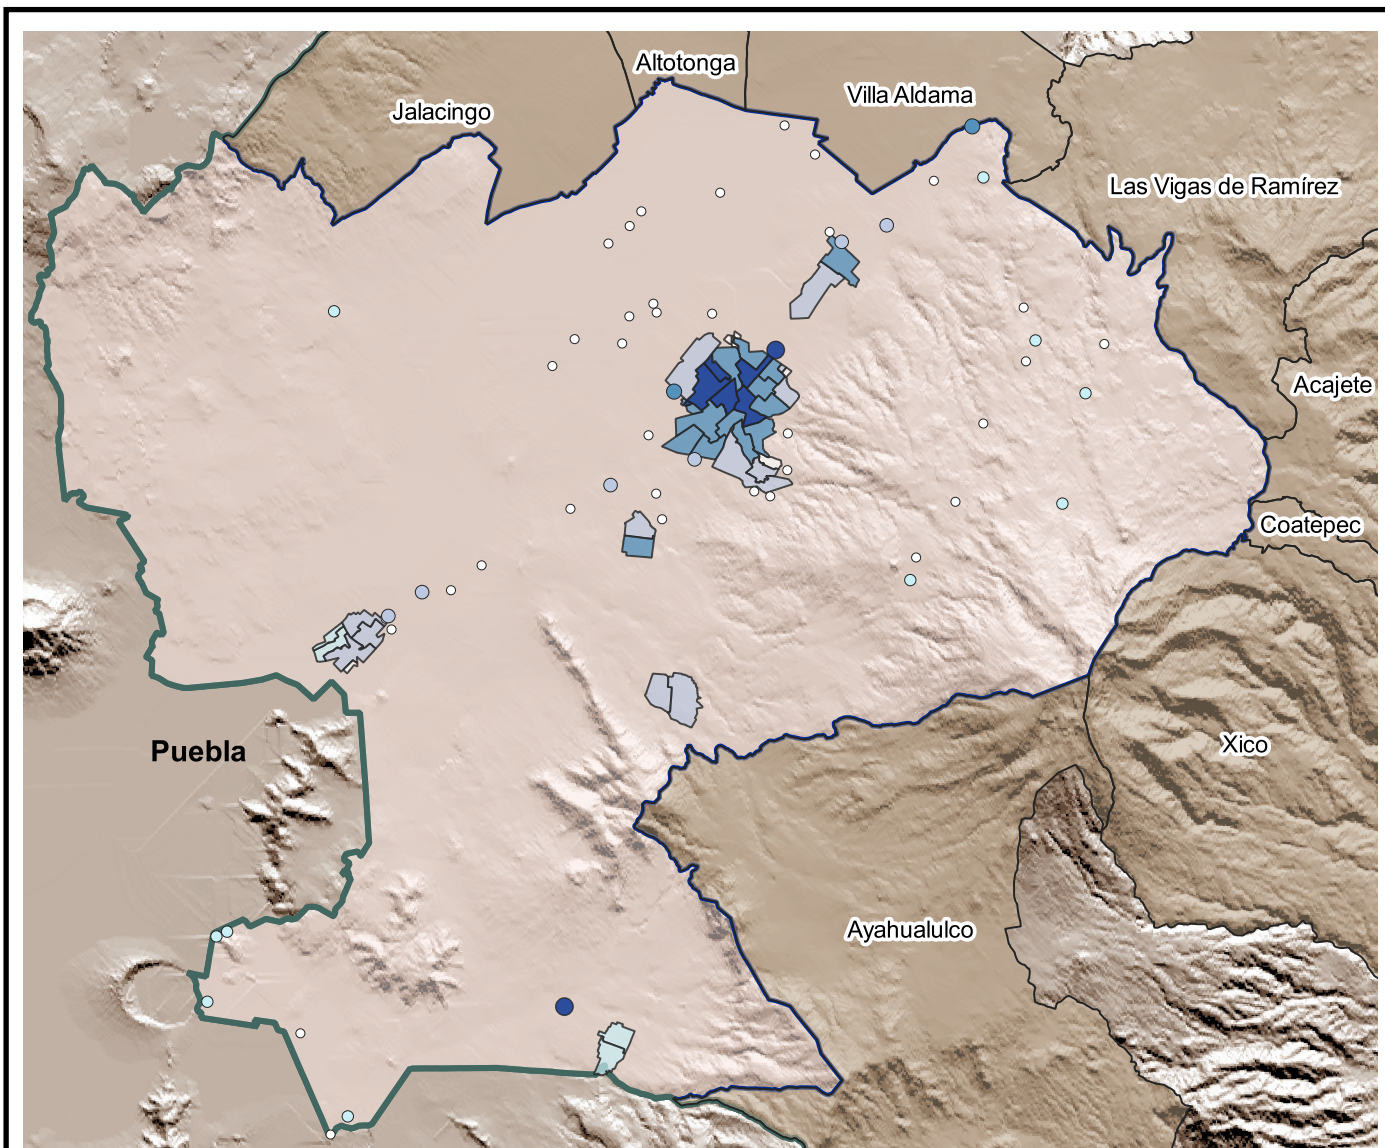 Altotonga
Villa Aldama
Jalacingo
Las Vigas de Ramírez
Acajete
Coatepec
Xico
Puebla
Ayahualulco